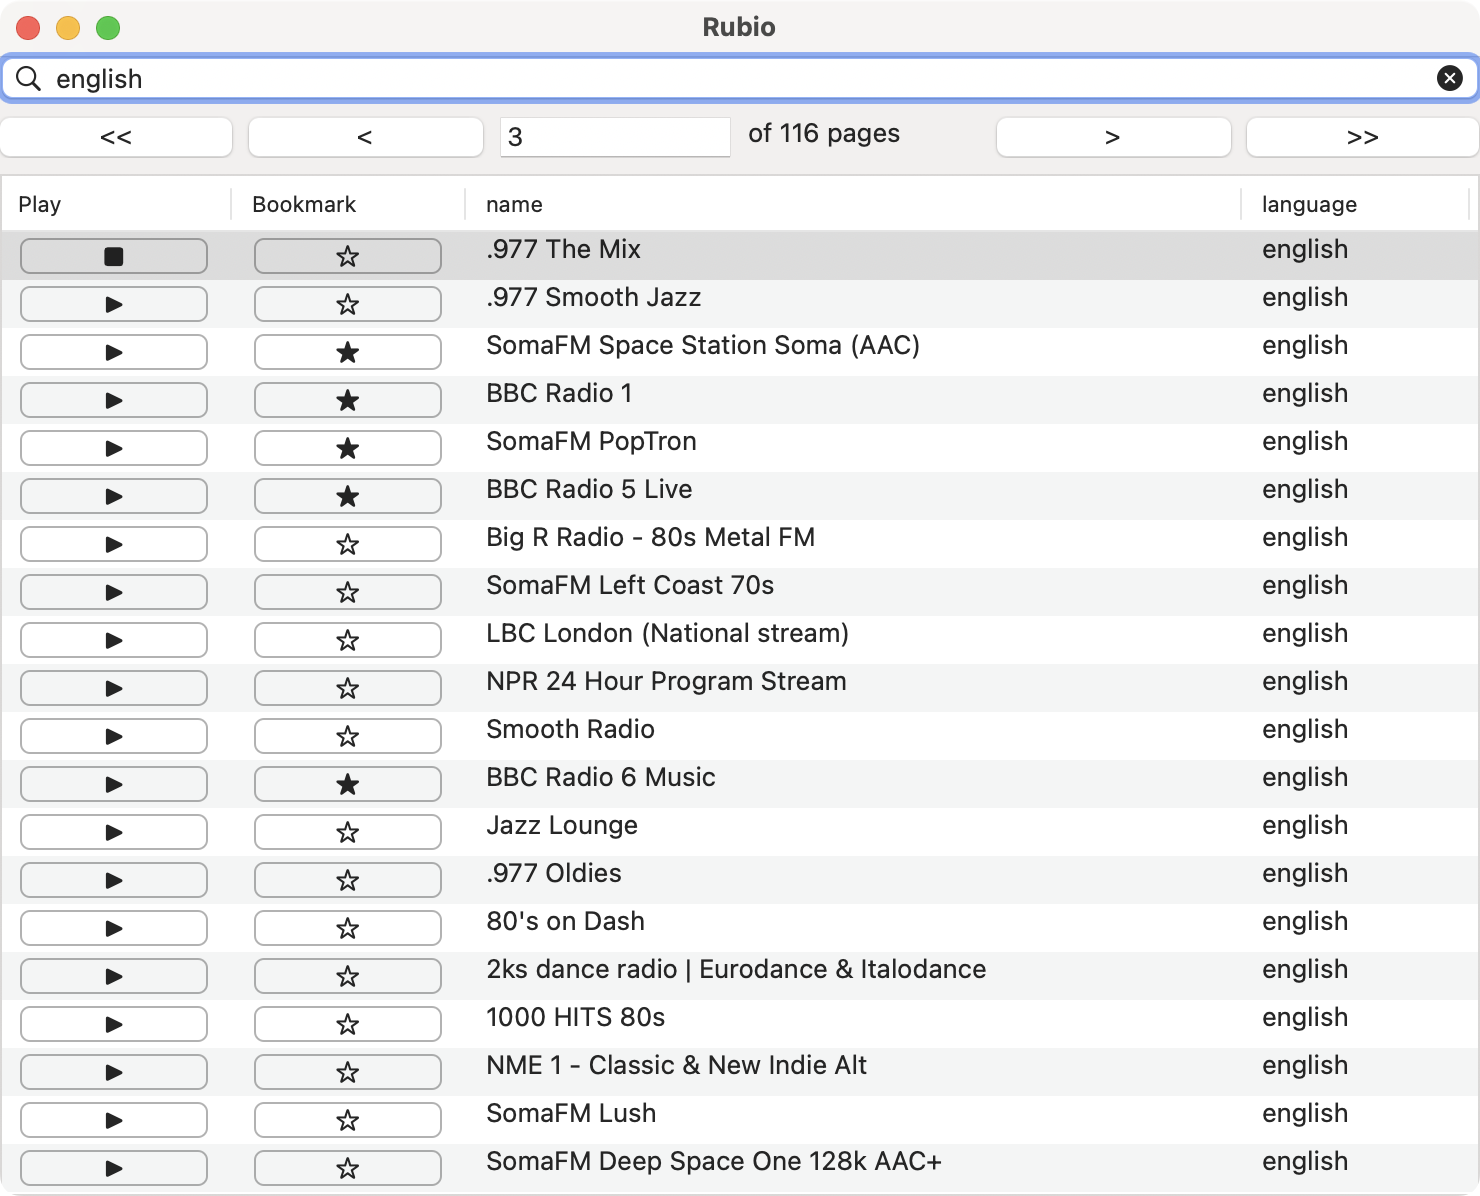 Rubio
english
<< < 3 of 116 pages > >>
Play Bookmark name language
.977 The Mix english
.977 Smooth Jazz english
SomaFM Space Station Soma (AAC) english
BBC Radio 1 english
SomaFM PopTron english
BBC Radio 5 Live english
Big R Radio - 80s Metal FM english
SomaFM Left Coast 70s english
LBC London (National stream) english
NPR 24 Hour Program Stream english
Smooth Radio english
BBC Radio 6 Music english
Jazz Lounge english
.977 Oldies english
80's on Dash english
2ks dance radio | Eurodance & Italodance english
1000 HITS 80s english
NME 1 - Classic & New Indie Alt english
SomaFM Lush english
SomaFM Deep Space One 128k AAC+ english